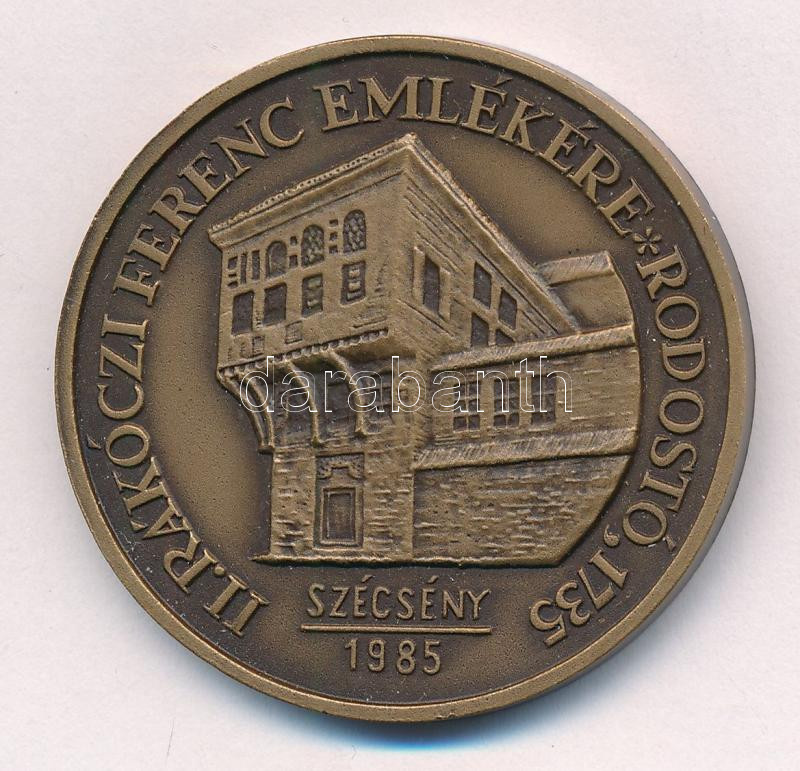 II.RÁKÓCZI FERENC EMLÉKÉRE*RODOSTÓ, 1735
darabanth
SZÉCSÉNY
1985